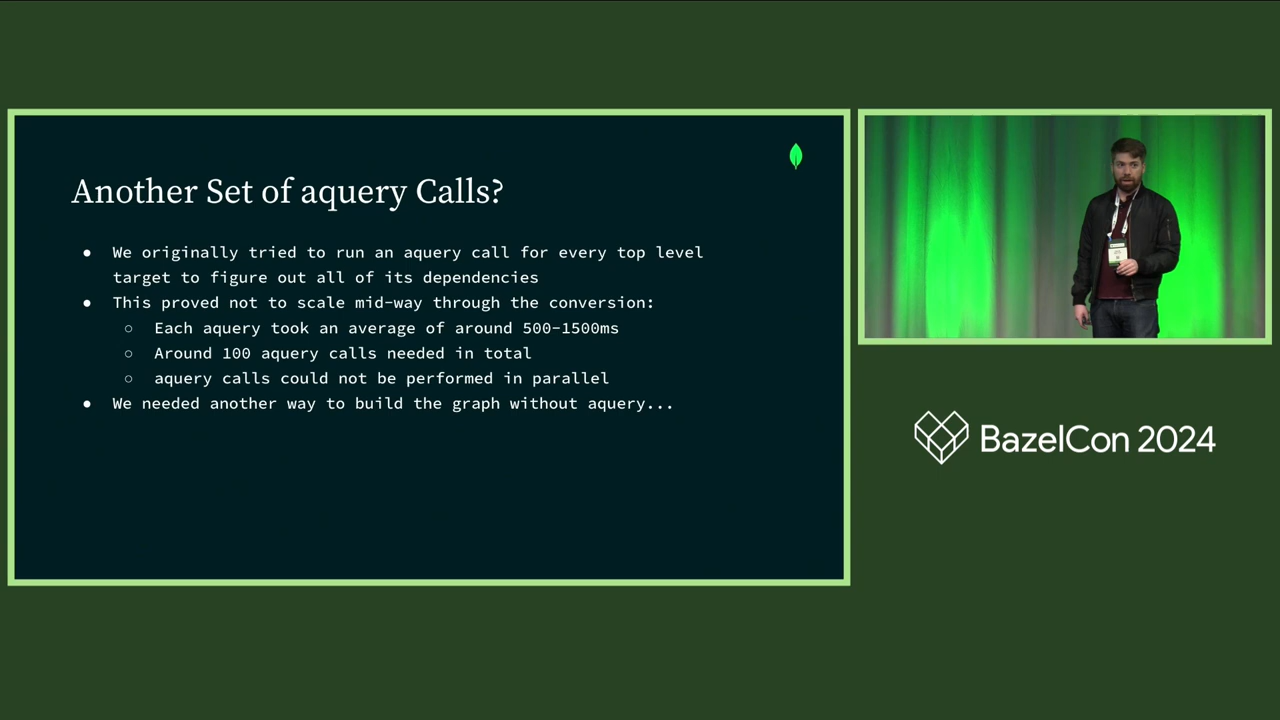 Another Set of aquery Calls?
● We originally tried to run an aquery call for every top level
target to figure out all of its dependencies
● This proved not to scale mid-way through the conversion:
○ Each aquery took an average of around 500-1500ms
○ Around 100 aquery calls needed in total
○ aquery calls could not be performed in parallel
● We needed another way to build the graph without aquery...
BazelCon 2024